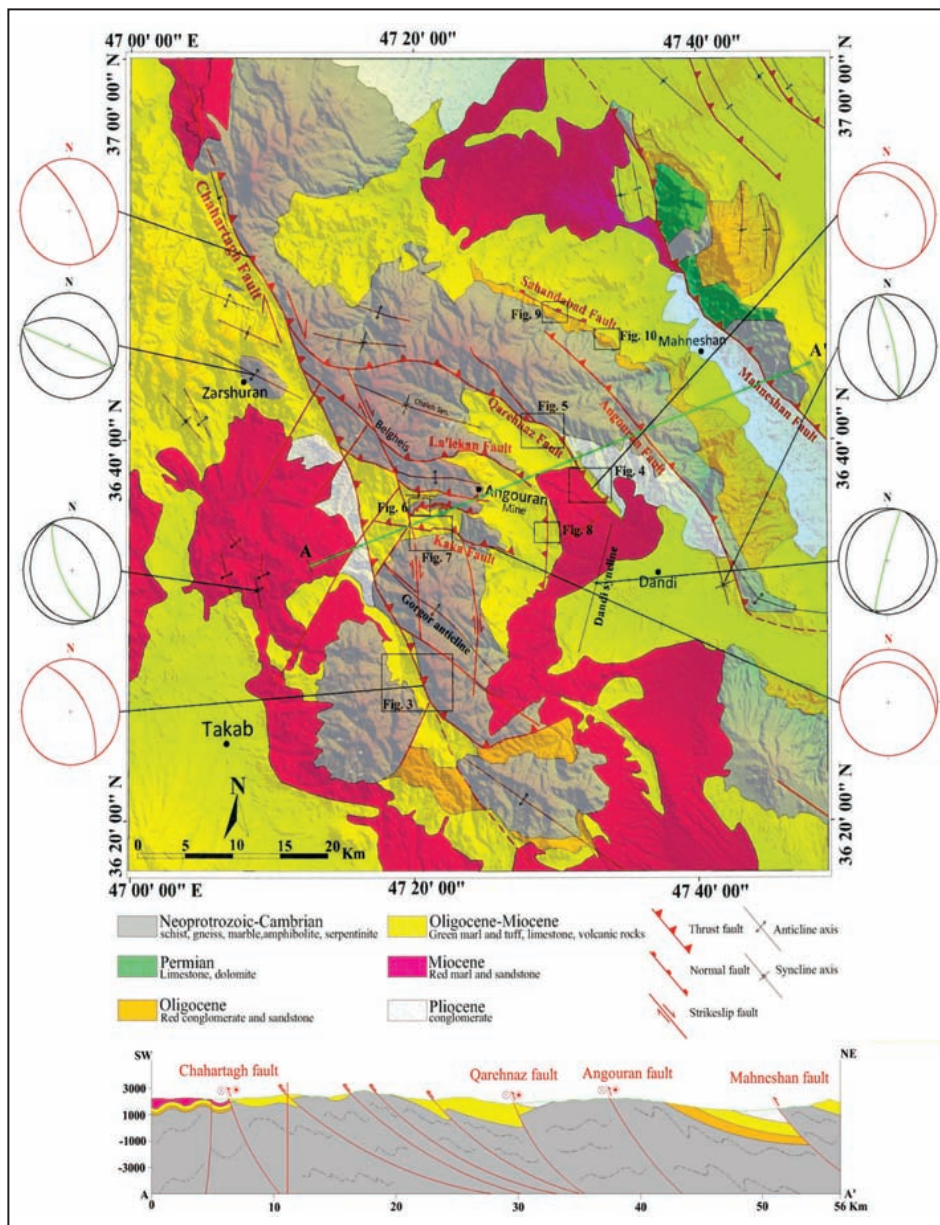 47 00' 00" E
47 20' 00"
47 40' 00"
37 00' 00" N
37 00' 00" N
N
N
N
N
N
N
N
N
Chahartagh Fault
Sahandabad Fault
Fig. 9
Fig. 10
Mahneshan
A'
Zarshuran
Mahneshan Fault
Angouran Fault
Qarehnaz Fault
Fig. 5
Belgheis
La'lekan Fault
36 40' 00" N
36 40' 00" N
Fig. 4
Angouran
Mine
Fig. 6
Fig. 8
A
Kaka Fault
Fig. 7
Dandi
Dandi syncline
Gorgor anticline
Fig. 3
Takab
N
0 5 10 15 20
Km
36 20' 00" N
36 20' 00" N
47 00' 00"
47 20' 00"
47 40' 00"
Neoprotrozoic-Cambrian
schist, gneiss, marble,amphibolite, serpentinite
Permian
Limestone, dolomite
Oligocene
Red conglomerate and sandstone
Oligocene-Miocene
Green marl and tuff, limestone, volcanic rocks
Miocene
Red marl and sandstone
Pliocene
conglomerate
Thrust fault
Anticline axis
Normal fault
Syncline axis
Strikeslip fault
SW
NE
Chahartagh fault
Qarehnaz fault
Angouran fault
Mahneshan fault
3000
1000
-1000
-3000
A
A'
0 10 20 30 40 50 56 Km